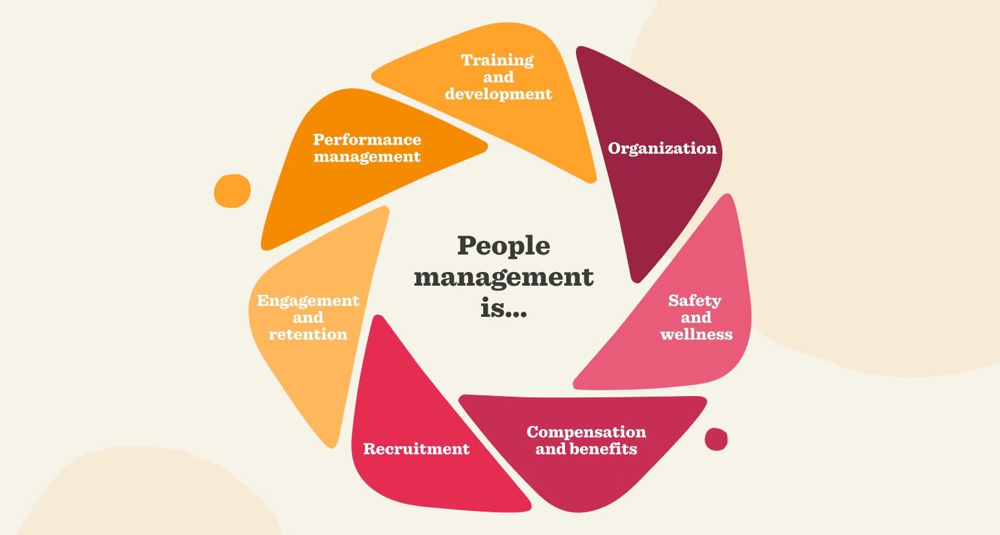 Training
and
development
Organization
Performance
management
People
management
is...
Engagement
and
retention
Safety
and
wellness
Recruitment
Compensation
and benefits